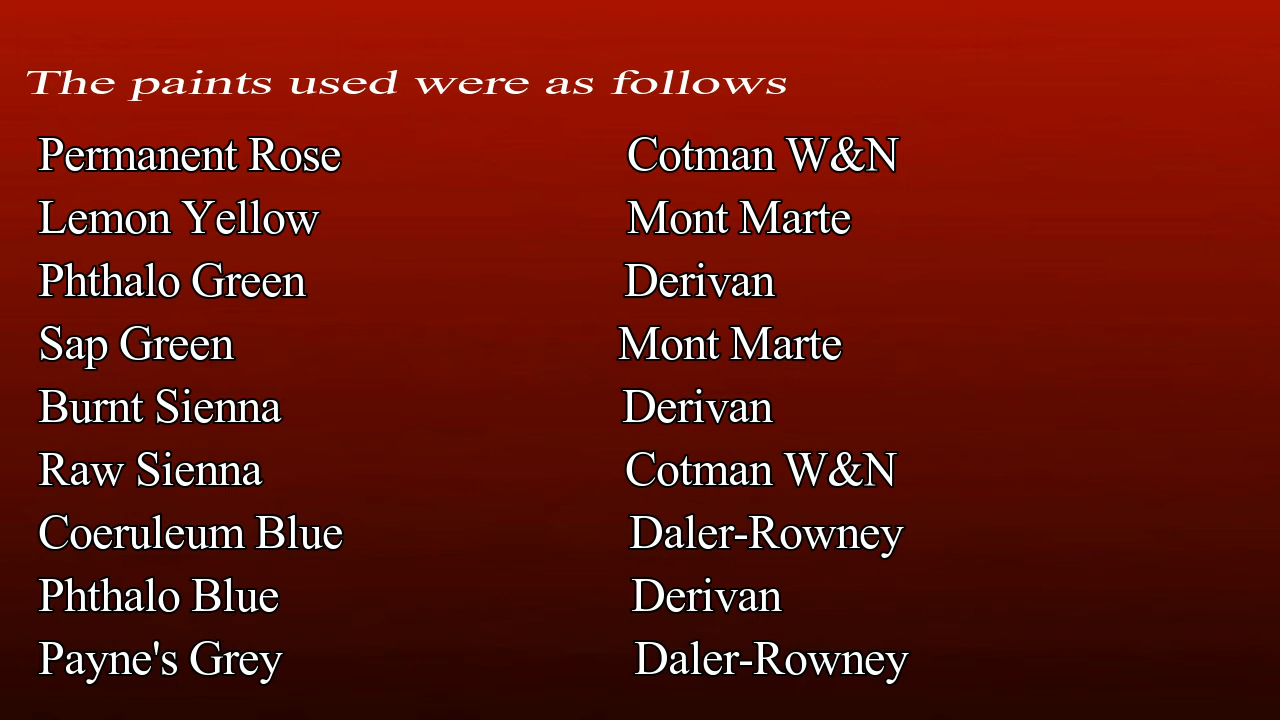 The paints used were as follows
Permanent Rose Cotman W&N
Lemon Yellow Mont Marte
Phthalo Green Derivan
Sap Green Mont Marte
Burnt Sienna Derivan
Raw Sienna Cotman W&N
Coeruleum Blue Daler-Rowney
Phthalo Blue Derivan
Payne's Grey Daler-Rowney